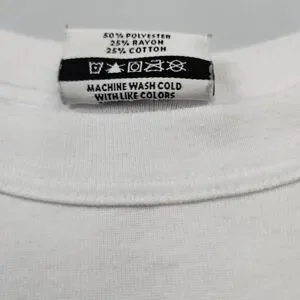 50% POLYESTER
25% RAYON
25% COTTON
MACHINE WASH COLD
WITH LIKE COLORS